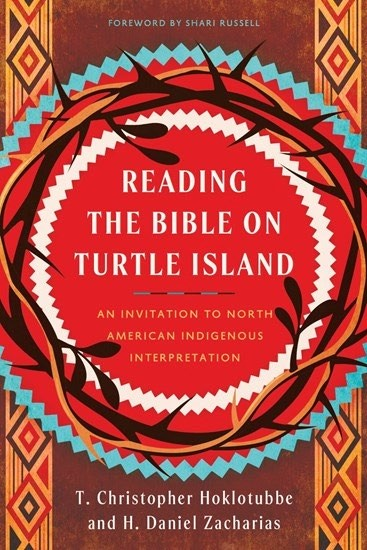 FOREWORD BY SHARI RUSSELL
READING
THE BIBLE ON
TURTLE ISLAND
AN INVITATION TO NORTH
AMERICAN INDIGENOUS
INTERPRETATION
T. Christopher Hoklotubbe
and H. Daniel Zacharias